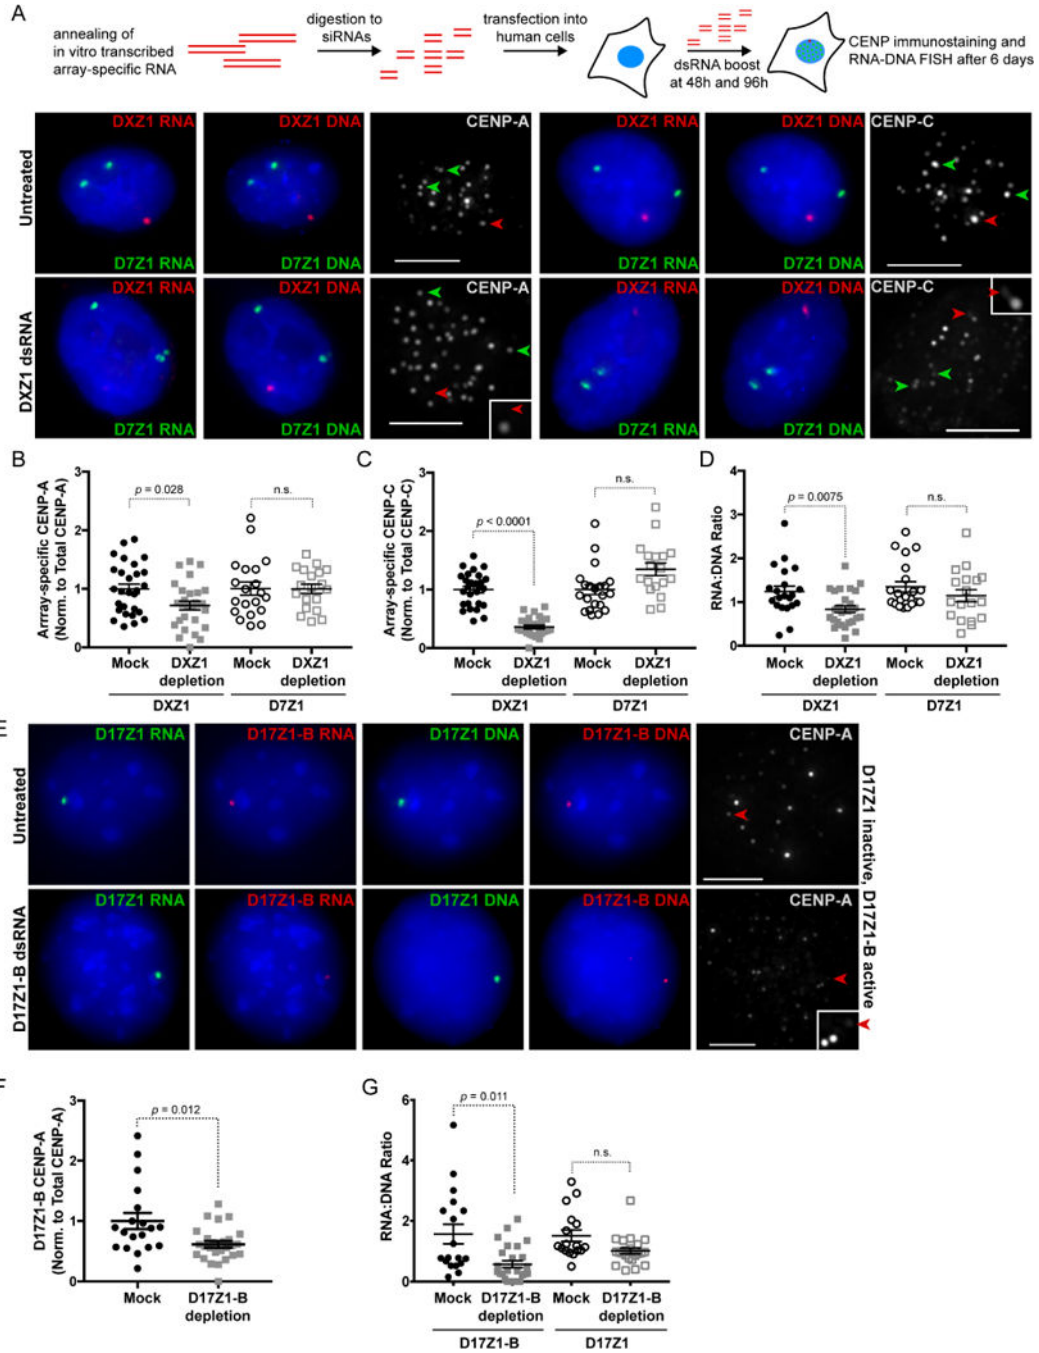 A
annealing of
in vitro transcribed
array-specific RNA
digestion to
siRNAs
transfection into
human cells
dsRNA boost
at 48h and 96h
CENP immunostaining and
RNA-DNA FISH after 6 days
Untreated
DXZ1 RNA
D7Z1 RNA
DXZ1 DNA
D7Z1 DNA
CENP-A
DXZ1 RNA
D7Z1 RNA
DXZ1 DNA
D7Z1 DNA
CENP-C
DXZ1 dsRNA
DXZ1 RNA
D7Z1 RNA
DXZ1 DNA
D7Z1 DNA
CENP-A
DXZ1 RNA
D7Z1 RNA
DXZ1 DNA
D7Z1 DNA
CENP-C
B
Arrray-specific CENP-A
(Norm. to Total CENP-A)
3
2
1
0
p = 0.028
n.s.
Mock
DXZ1
depletion
Mock
DXZ1
depletion
DXZ1
D7Z1
C
Array-specific CENP-C
(Norm. to Total CENP-C)
3
2
1
0
p < 0.0001
n.s.
Mock
DXZ1
depletion
Mock
DXZ1
depletion
DXZ1
D7Z1
D
RNA:DNA Ratio
4
3
2
1
0
p = 0.0075
n.s.
Mock
DXZ1
depletion
Mock
DXZ1
depletion
DXZ1
D7Z1
E
Untreated
D17Z1 RNA
D17Z1-B RNA
D17Z1 DNA
D17Z1-B DNA
CENP-A
D17Z1-B dsRNA
D17Z1 RNA
D17Z1-B RNA
D17Z1 DNA
D17Z1-B DNA
CENP-A
D17Z1 inactive, D17Z1-B active
F
D17Z1-B CENP-A
(Norm. to Total CENP-A)
3
2
1
0
p = 0.012
Mock
D17Z1-B
depletion
G
RNA:DNA Ratio
6
4
2
0
p = 0.011
n.s.
Mock
D17Z1-B
depletion
Mock
D17Z1-B
depletion
D17Z1-B
D17Z1